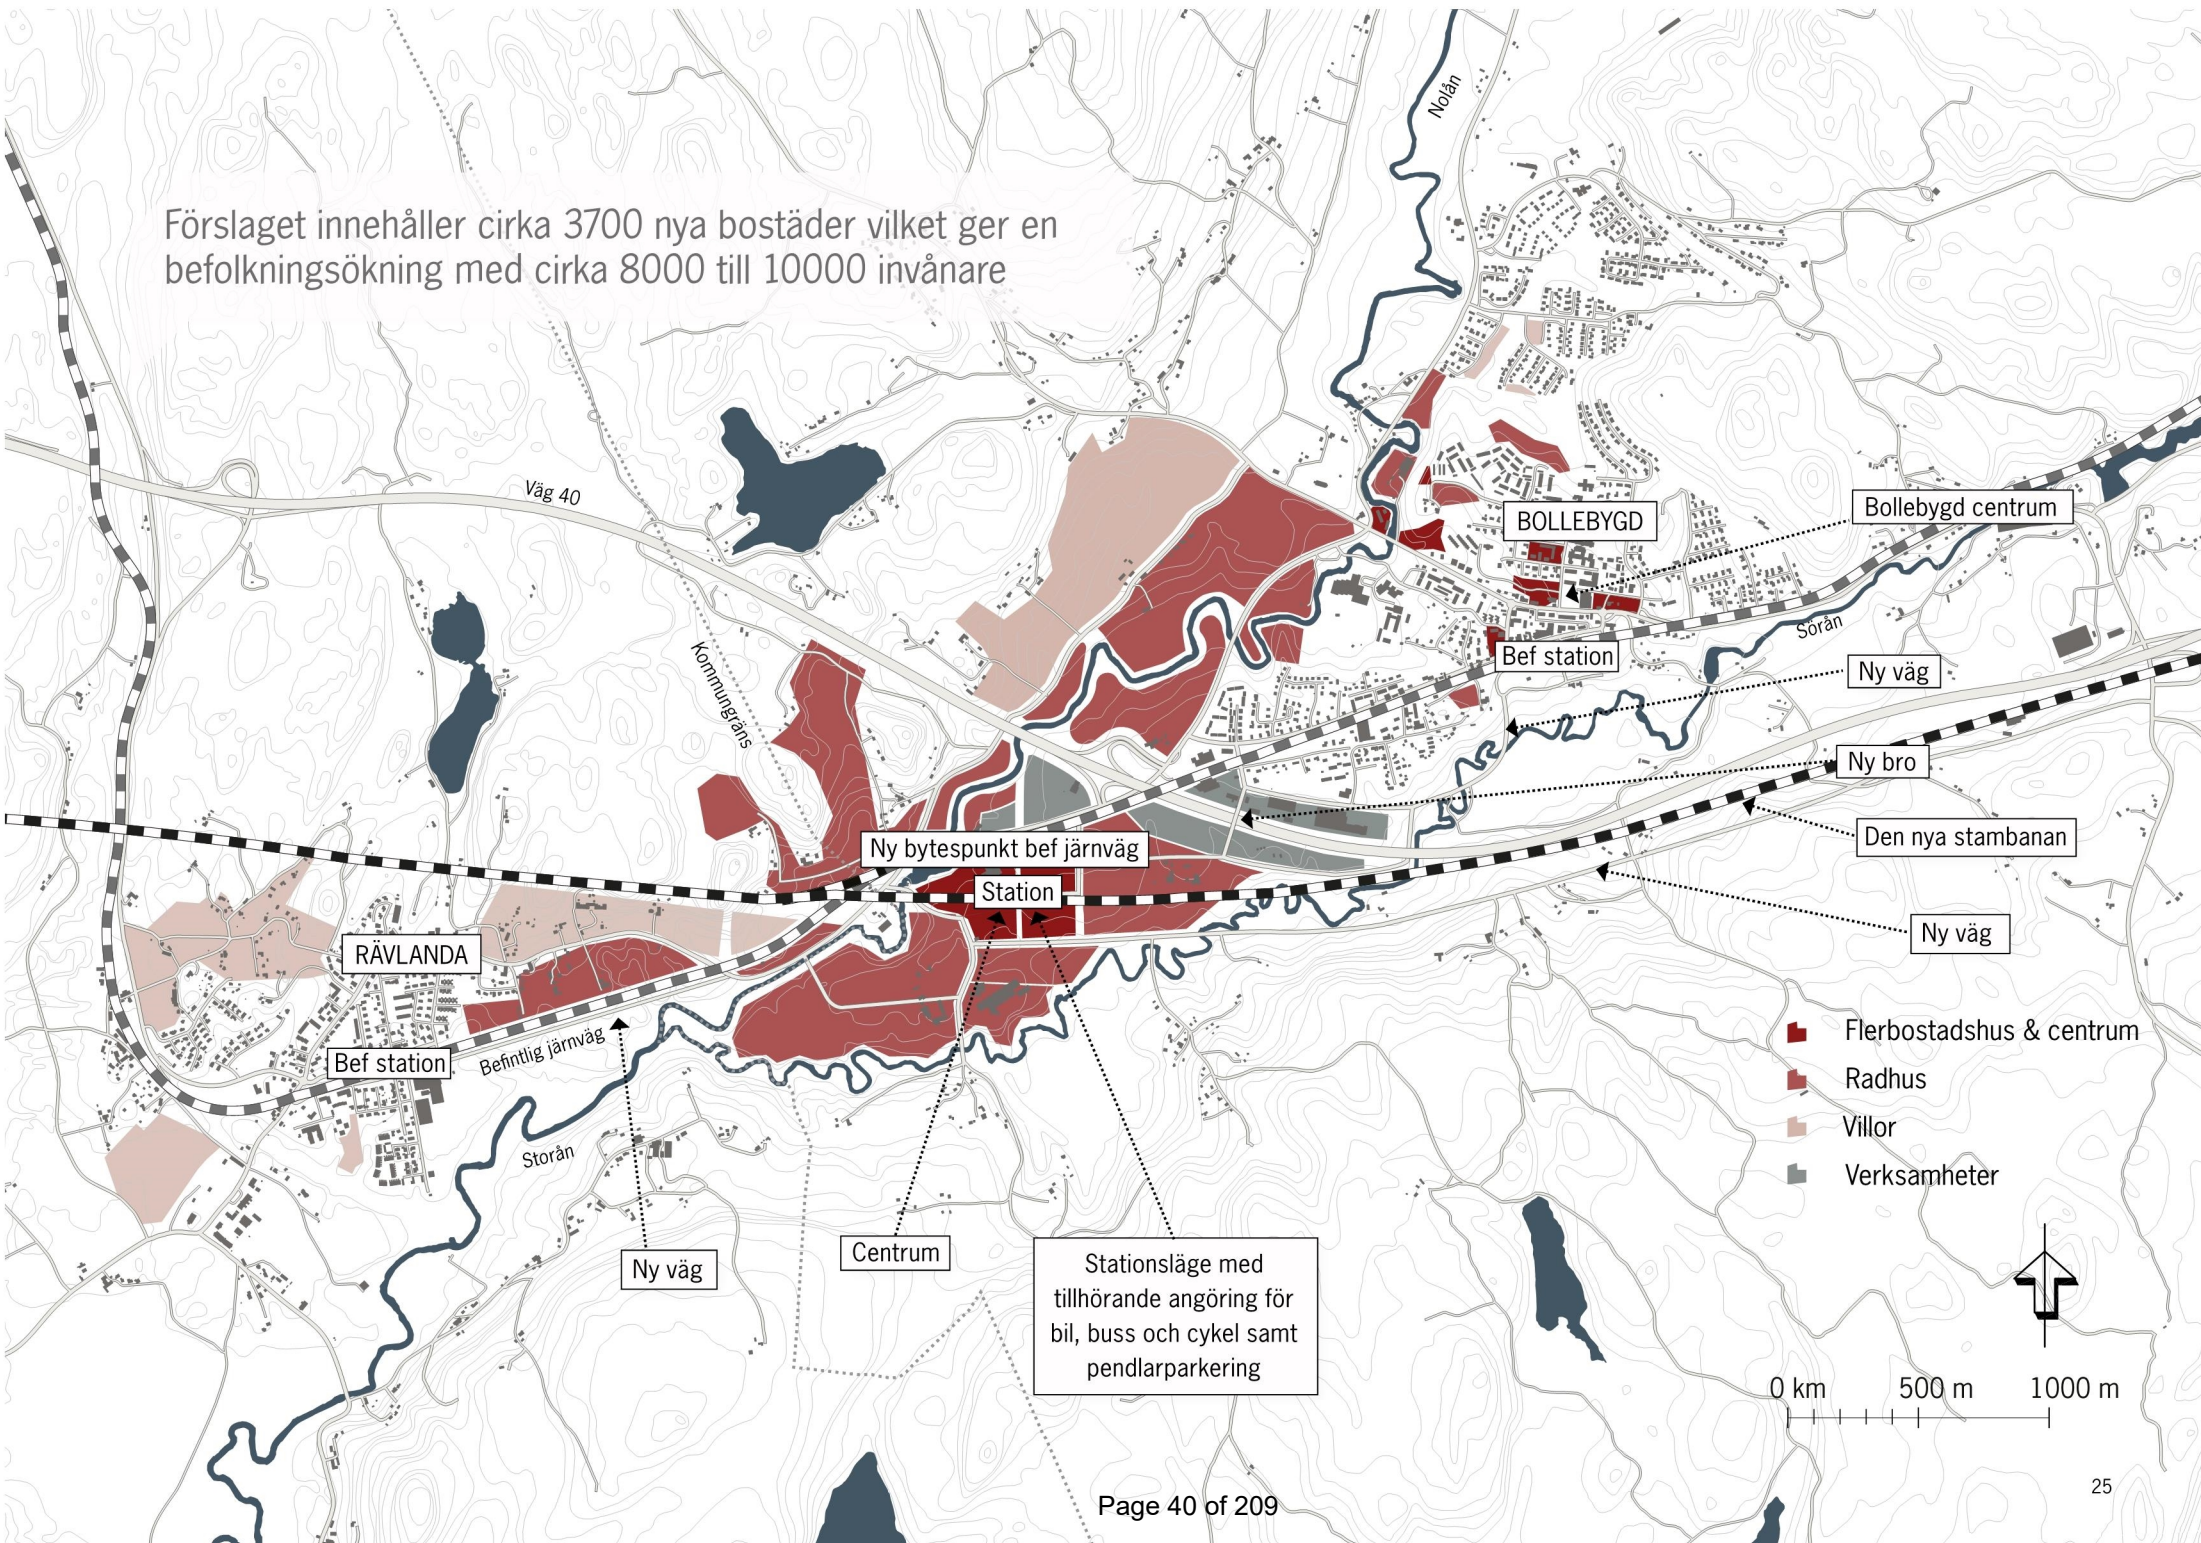 Nolån
Förslaget innehåller cirka 3700 nya bostäder vilket ger en
befolkningsökning med cirka 8000 till 10000 invånare
Väg 40
BOLLEBYGD
Bollebygd centrum
Sörån
Bef station
Ny väg
Kommungräns
Ny bro
Den nya stambanan
Ny bytespunkt bef järnväg
Station
Ny väg
RÄVLANDA
Bef station
Befintlig järnväg
Storån
Ny väg
Centrum
Stationsläge med
tillhörande angöring för
bil, buss och cykel samt
pendlarparkering
Flerbostadshus & centrum
Radhus
Villor
Verksamheter
0 km 500 m 1000 m
25
Page 40 of 209